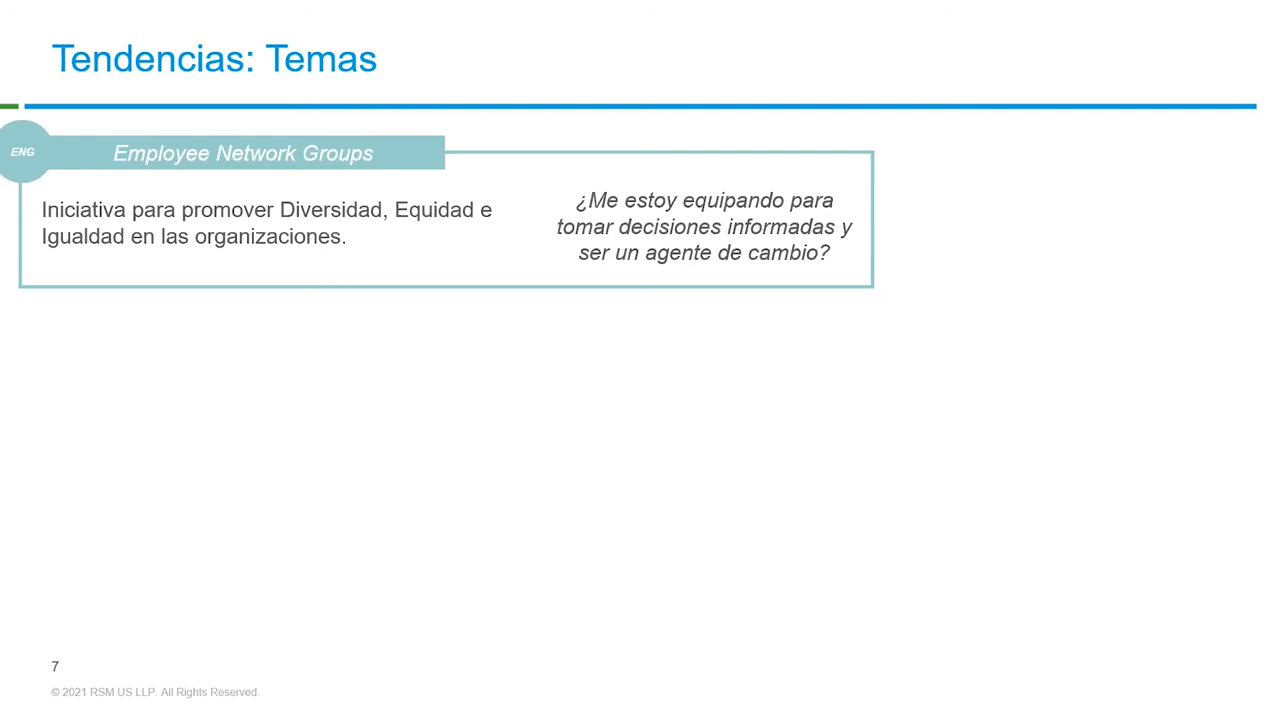 Tendencias: Temas
ENG
Employee Network Groups
Iniciativa para promover Diversidad, Equidad e
Igualdad en las organizaciones.
¿Me estoy equipando para
tomar decisiones informadas y
ser un agente de cambio?
7
© 2021 RSM US LLP. All Rights Reserved.